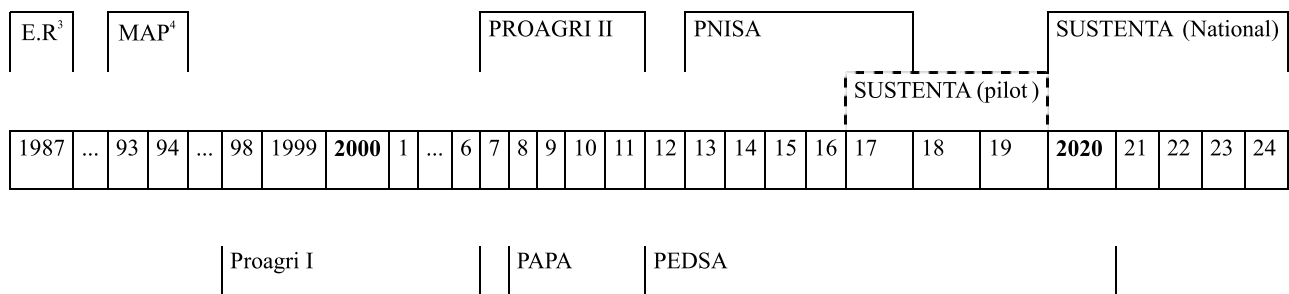 E.R³ MAP⁴ PROAGRI II PNISA SUSTENTA (National)
SUSTENTA (pilot )
1987 ... 93 94 ... 98 1999 2000 1 ... 6 7 8 9 10 11 12 13 14 15 16 17 18 19 2020 21 22 23 24
Proagri I PAPA PEDSA